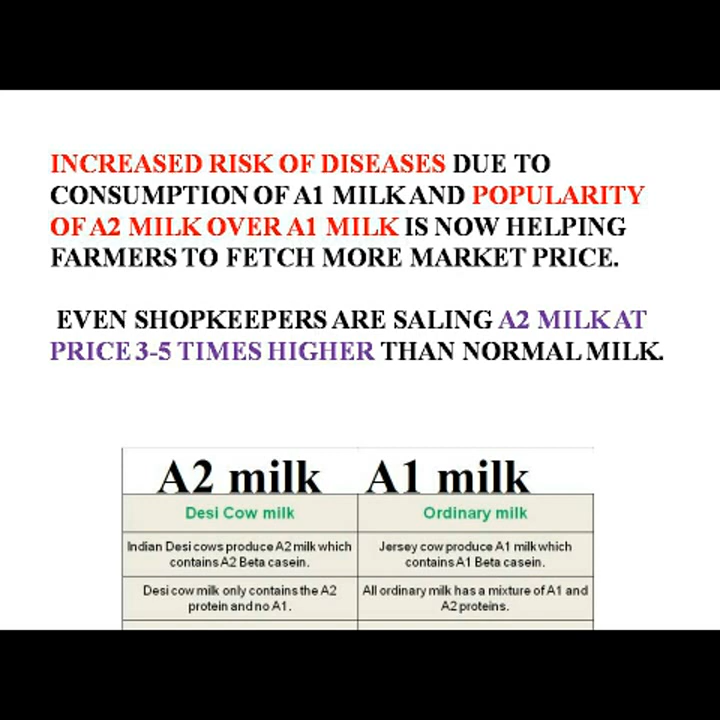 INCREASED RISK OF DISEASES DUE TO
CONSUMPTION OF A1 MILK AND POPULARITY
OF A2 MILK OVER A1 MILK IS NOW HELPING
FARMERS TO FETCH MORE MARKET PRICE.
EVEN SHOPKEEPERS ARE SALING A2 MILK AT
PRICE 3-5 TIMES HIGHER THAN NORMAL MILK.
A2 milk A1 milk
Desi Cow milk Ordinary milk
Indian Desi cows produce A2 milk which Jersey cow produce A1 milk which
contains A2 Beta casein. contains A1 Beta casein.
Desi cow milk only contains the A2 All ordinary milk has a mixture of A1 and
protein and no A1. A2 proteins.